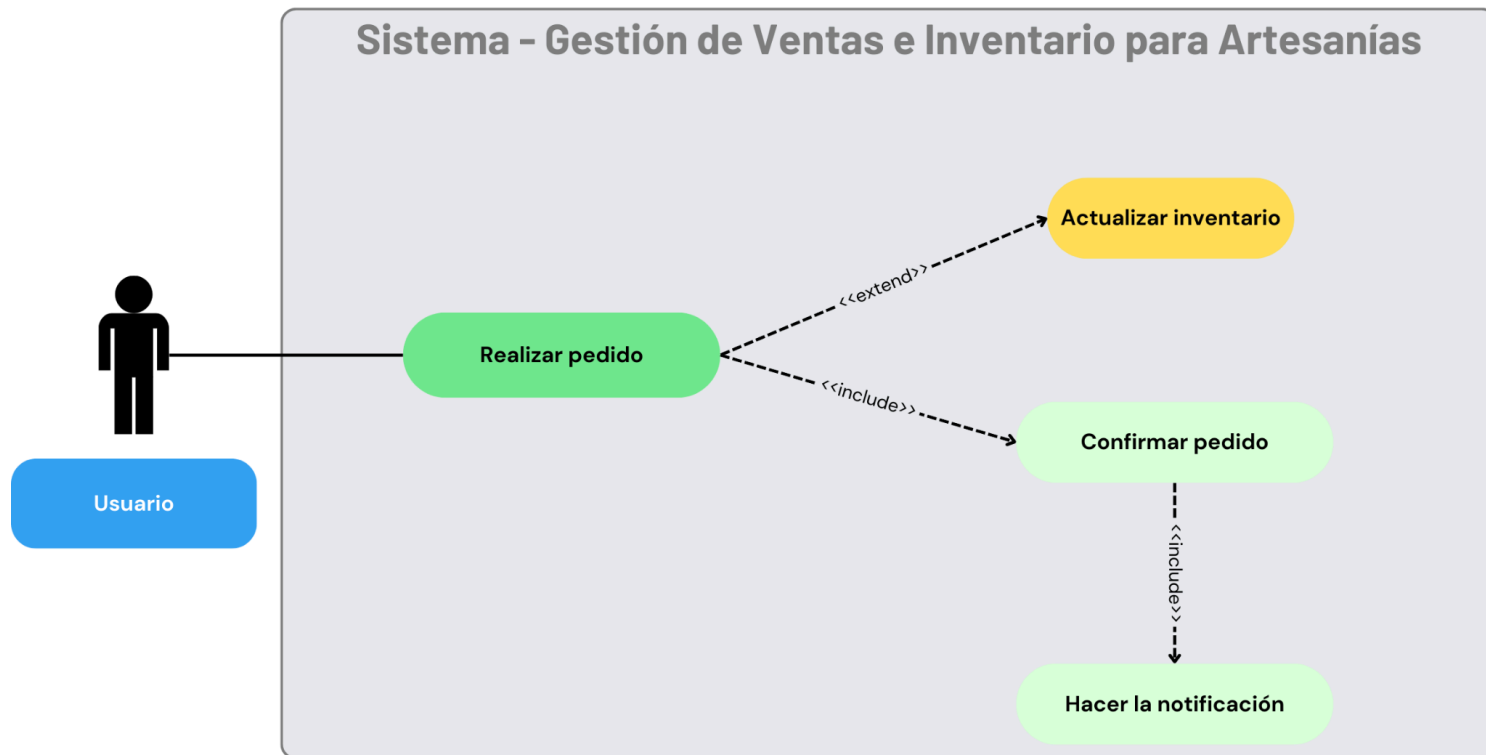 Sistema - Gestión de Ventas e Inventario para Artesanías
Actualizar inventario
<<extend>>
Realizar pedido
<<include>>
Confirmar pedido
Usuario
<<include>>
Hacer la notificación